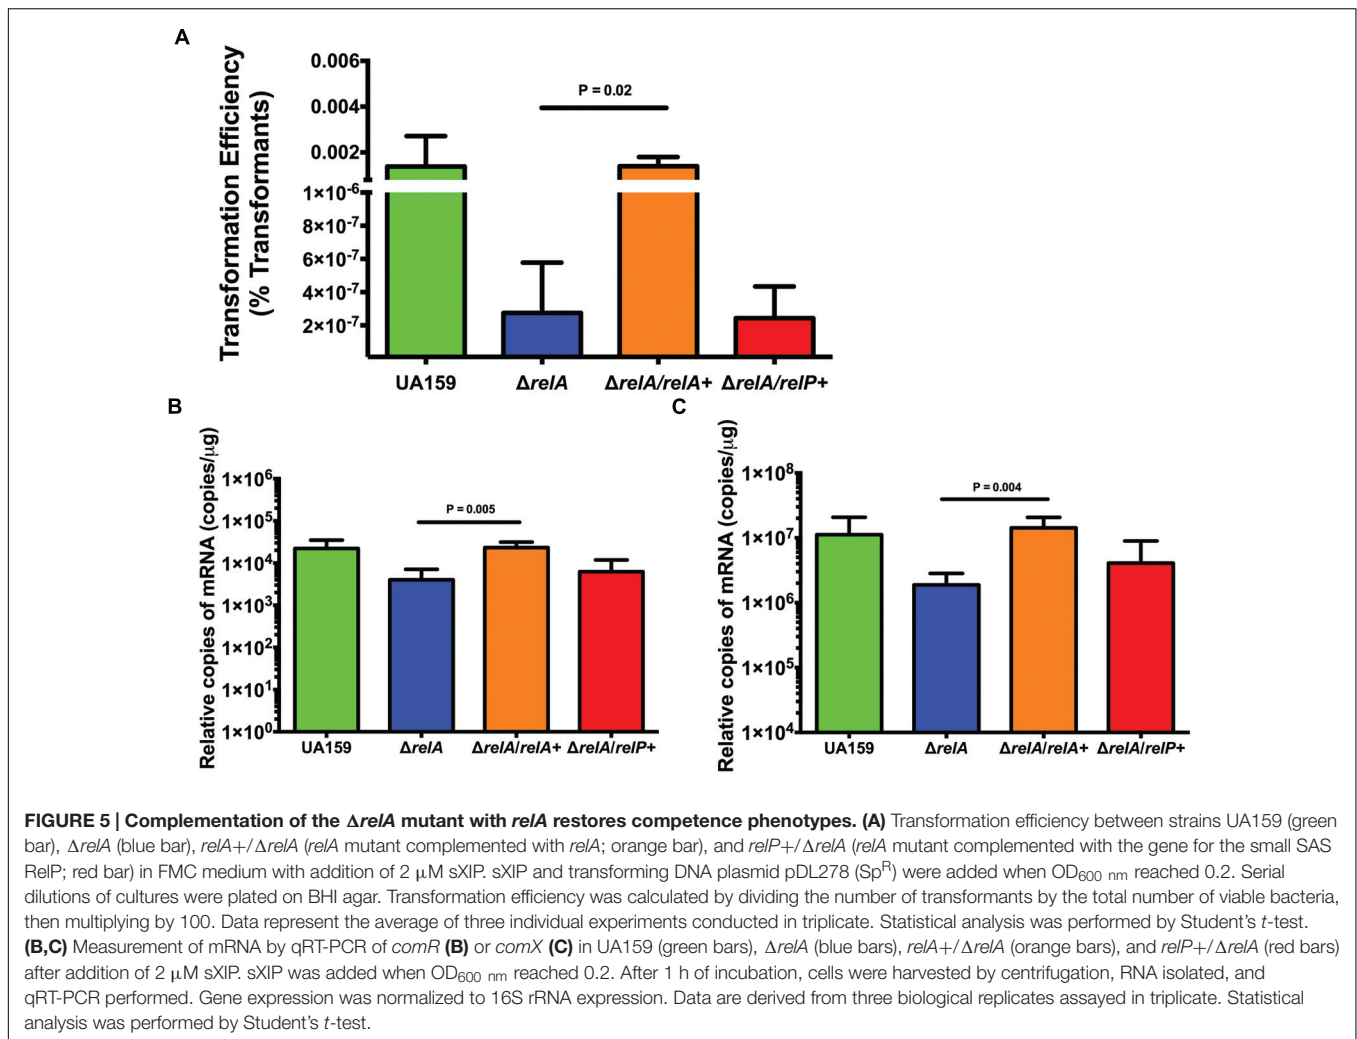 A
Transformation Efficiency
(% Transformants)
0.006
0.004
0.002
1×10⁻⁶
8×10⁻⁷
6×10⁻⁷
4×10⁻⁷
2×10⁻⁷
P = 0.02
UA159 ΔrelA ΔrelA/relA+ ΔrelA/relP+
B
Relative copies of mRNA (copies/μg)
1×10⁶
1×10⁵
1×10⁴
1×10³
1×10²
1×10¹
1×10⁰
P = 0.005
UA159 ΔrelA ΔrelA/relA+ ΔrelA/relP+
C
Relative copies of mRNA (copies/μg)
1×10⁸
1×10⁷
1×10⁶
1×10⁵
1×10⁴
P = 0.004
UA159 ΔrelA ΔrelA/relA+ ΔrelA/relP+
FIGURE 5 | Complementation of the ΔrelA mutant with relA restores competence phenotypes. (A) Transformation efficiency between strains UA159 (green
bar), ΔrelA (blue bar), relA+/ΔrelA (relA mutant complemented with relA; orange bar), and relP+/ΔrelA (relA mutant complemented with the gene for the small SAS
RelP; red bar) in FMC medium with addition of 2 μM sXIP. sXIP and transforming DNA plasmid pDL278 (Spᴿ) were added when OD₆₀₀ ₙₘ reached 0.2. Serial
dilutions of cultures were plated on BHI agar. Transformation efficiency was calculated by dividing the number of transformants by the total number of viable bacteria,
then multiplying by 100. Data represent the average of three individual experiments conducted in triplicate. Statistical analysis was performed by Student's t-test.
(B,C) Measurement of mRNA by qRT-PCR of comR (B) or comX (C) in UA159 (green bars), ΔrelA (blue bars), relA+/ΔrelA (orange bars), and relP+/ΔrelA (red bars)
after addition of 2 μM sXIP. sXIP was added when OD₆₀₀ ₙₘ reached 0.2. After 1 h of incubation, cells were harvested by centrifugation, RNA isolated, and
qRT-PCR performed. Gene expression was normalized to 16S rRNA expression. Data are derived from three biological replicates assayed in triplicate. Statistical
analysis was performed by Student's t-test.